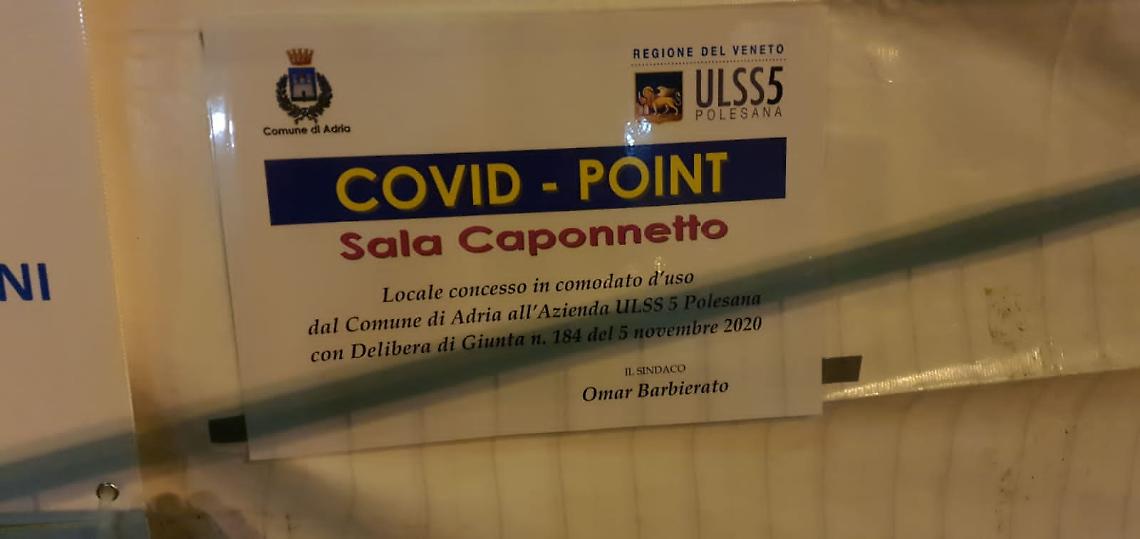 Comune di Adria
REGIONE DEL VENETO
ULSS5
POLESANA
COVID - POINT
Sala Caponnetto
NI
Locale concesso in comodato d'uso
dal Comune di Adria all'Azienda ULSS 5 Polesana
con Delibera di Giunta n. 184 del 5 novembre 2020
IL SINDACO
Omar Barbierato